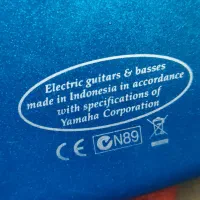 Electric guitars & basses
made in Indonesia in accordance
with specifications of
Yamaha Corporation
CE N89